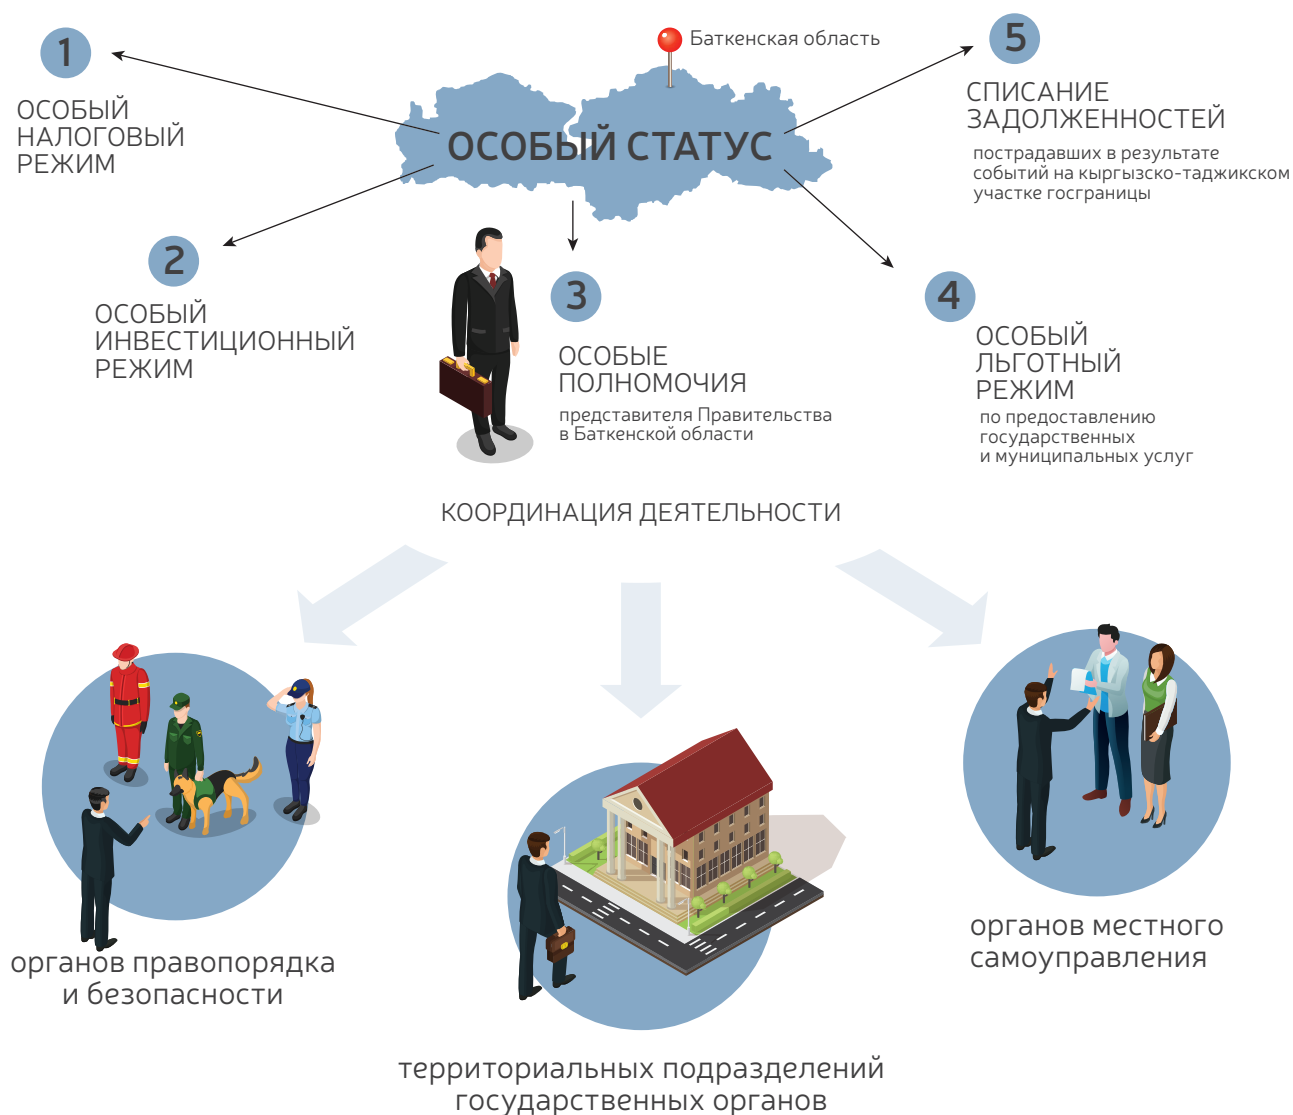 Баткенская область
ОСОБЫЙ СТАТУС
1
ОСОБЫЙ
НАЛОГОВЫЙ
РЕЖИМ
2
ОСОБЫЙ
ИНВЕСТИЦИОННЫЙ
РЕЖИМ
3
ОСОБЫЕ
ПОЛНОМОЧИЯ
представителя Правительства
в Баткенской области
4
ОСОБЫЙ
ЛЬГОТНЫЙ
РЕЖИМ
по предоставлению
государственных
и муниципальных услуг
5
СПИСАНИЕ
ЗАДОЛЖЕННОСТЕЙ
пострадавших в результате
событий на кыргызско-таджикском
участке госграницы
КООРДИНАЦИЯ ДЕЯТЕЛЬНОСТИ
органов правопорядка
и безопасности
территориальных подразделений
государственных органов
органов местного
самоуправления